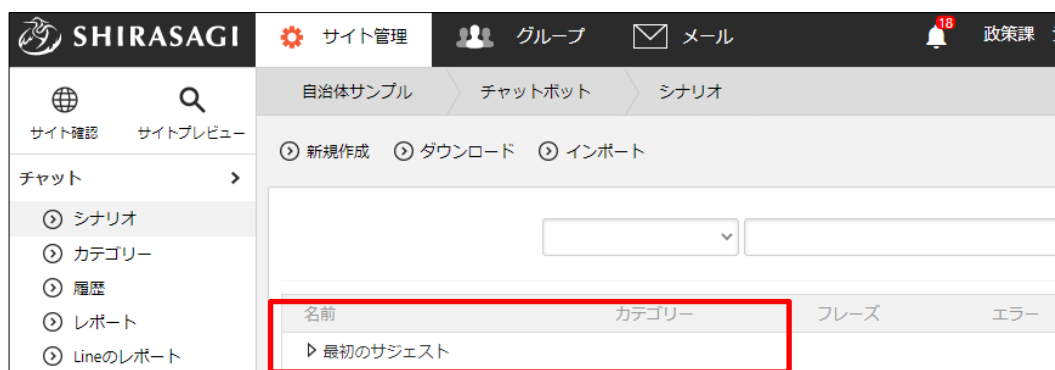 SHIRASAGI サイト管理 グループ メール 18 政策課
自治体サンプル チャットボット シナリオ
サイト確認 サイトプレビュー
新規作成 ダウンロード インポート
チャット
シナリオ
カテゴリー
履歴
レポート
Lineのレポート
名前 カテゴリー フレーズ エラー
最初のサジェスト